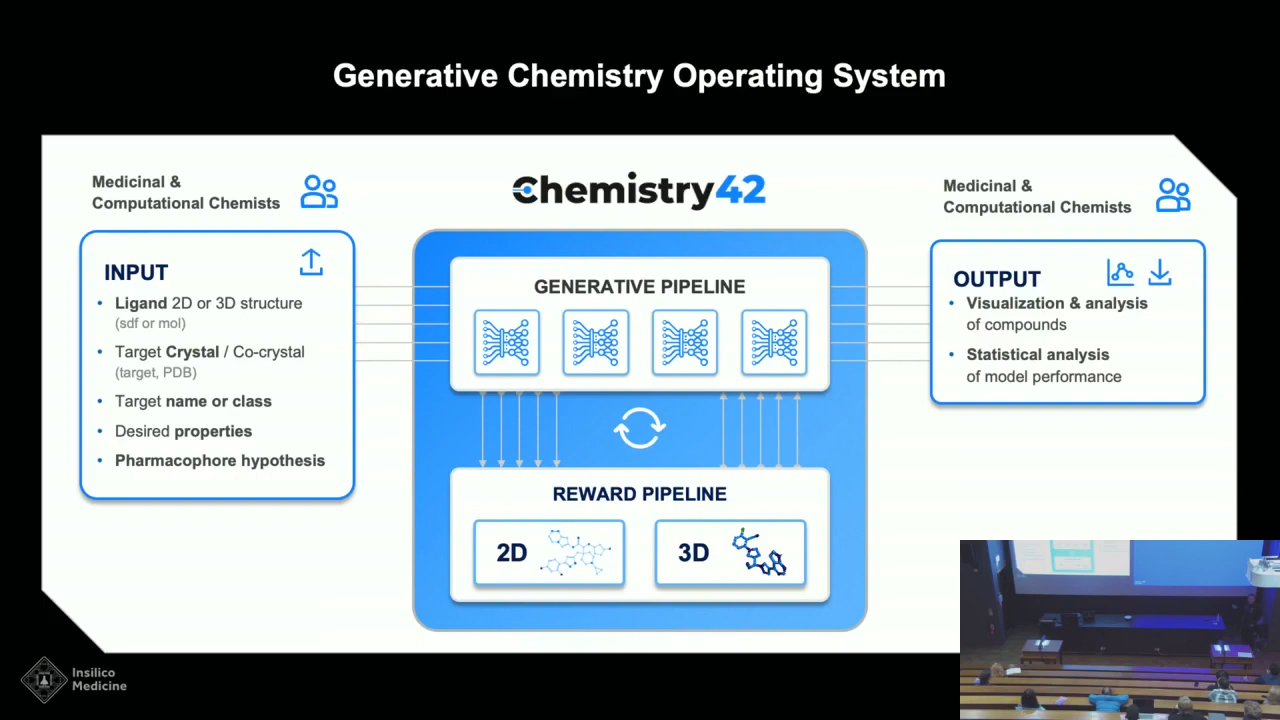 Generative Chemistry Operating System
Medicinal &
Computational Chemists
INPUT
• Ligand 2D or 3D structure
(sdf or mol)
• Target Crystal / Co-crystal
(target, PDB)
• Target name or class
• Desired properties
• Pharmacophore hypothesis
Chemistry42
GENERATIVE PIPELINE
REWARD PIPELINE
2D
3D
Medicinal &
Computational Chemists
OUTPUT
• Visualization & analysis
of compounds
• Statistical analysis
of model performance
Insilico
Medicine